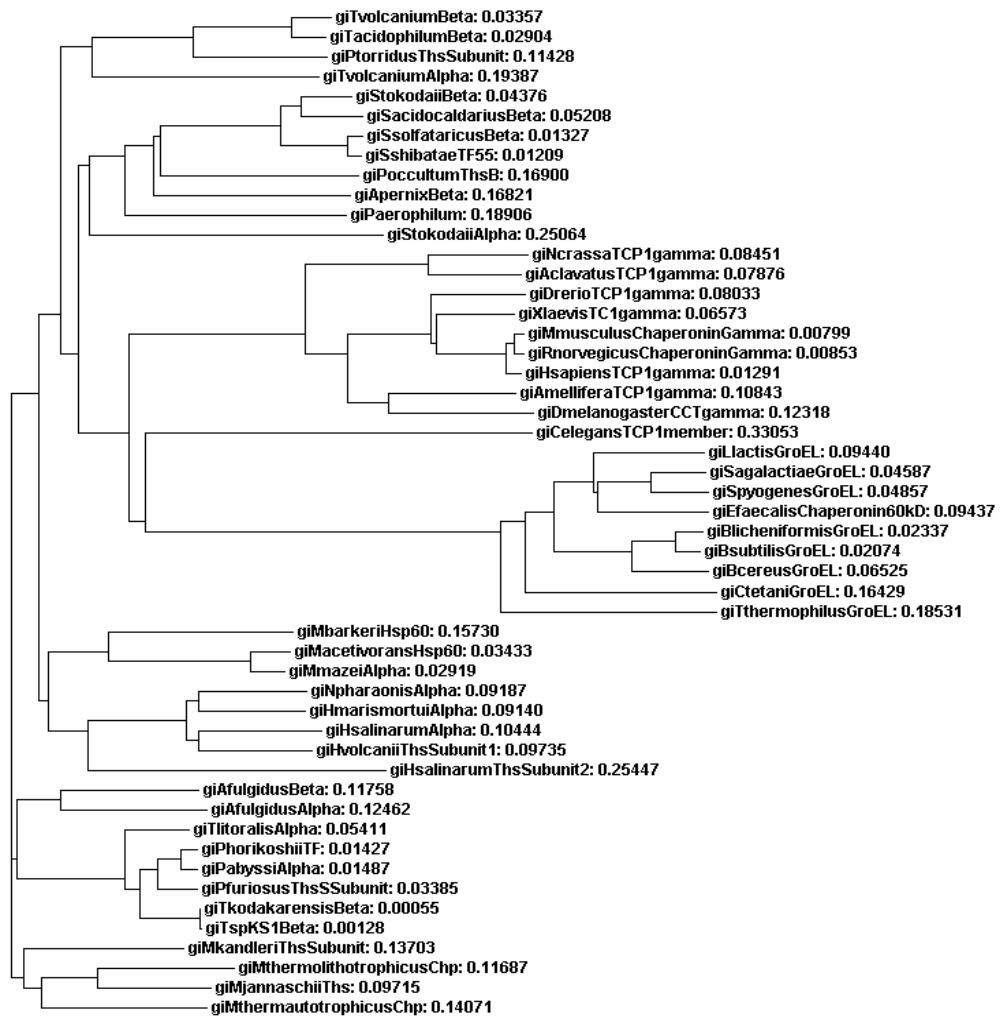 giTvolcaniumBeta: 0.03357
giTacidophilumBeta: 0.02904
giPtorridusThsSubunit: 0.11428
giTvolcaniumAlpha: 0.19387
giStokodaiiBeta: 0.04376
giSacidocaldariusBeta: 0.05208
giSsolfataricusBeta: 0.01327
giSshibataeTF55: 0.01209
giPoccultumThsB: 0.16900
giApernixBeta: 0.16821
giPaerophilum: 0.18906
giStokodaiiAlpha: 0.25064
giNcrassaTCP1gamma: 0.08451
giAclavatusTCP1gamma: 0.07876
giDrerioTCP1gamma: 0.08033
giXlaevisTC1gamma: 0.06573
giMmusculusChaperoninGamma: 0.00799
giRnorvegicusChaperoninGamma: 0.00853
giHsapiensTCP1gamma: 0.01291
giAmelliferaTCP1gamma: 0.10843
giDmelanogasterCCTgamma: 0.12318
giCelegansTCP1member: 0.33053
giLlactisGroEL: 0.09440
giSagalactiaeGroEL: 0.04587
giSpyogenesGroEL: 0.04857
giEfaecalisChaperonin60kD: 0.09437
giBlicheniformisGroEL: 0.02337
giBsubtilisGroEL: 0.02074
giBcereusGroEL: 0.06525
giCtetaniGroEL: 0.16429
giTthermophilusGroEL: 0.18531
giMbarkeriHsp60: 0.15730
giMacetivoransHsp60: 0.03433
giMmazeiAlpha: 0.02919
giNpharaonisAlpha: 0.09187
giHmarismortuiAlpha: 0.09140
giHsalinarumAlpha: 0.10444
giHvolcaniiThsSubunit1: 0.09735
giHsalinarumThsSubunit2: 0.25447
giAfulgidusBeta: 0.11758
giAfulgidusAlpha: 0.12462
giTlitoralisAlpha: 0.05411
giPhorikoshiiTF: 0.01427
giPabyssiAlpha: 0.01487
giPfuriosusThsSSubunit: 0.03385
giTkodakarensisBeta: 0.00055
giTspKS1Beta: 0.00128
giMkandleriThsSubunit: 0.13703
giMthermolithotrophicusChp: 0.11687
giMjannaschiiThs: 0.09715
giMthermautotrophicusChp: 0.14071